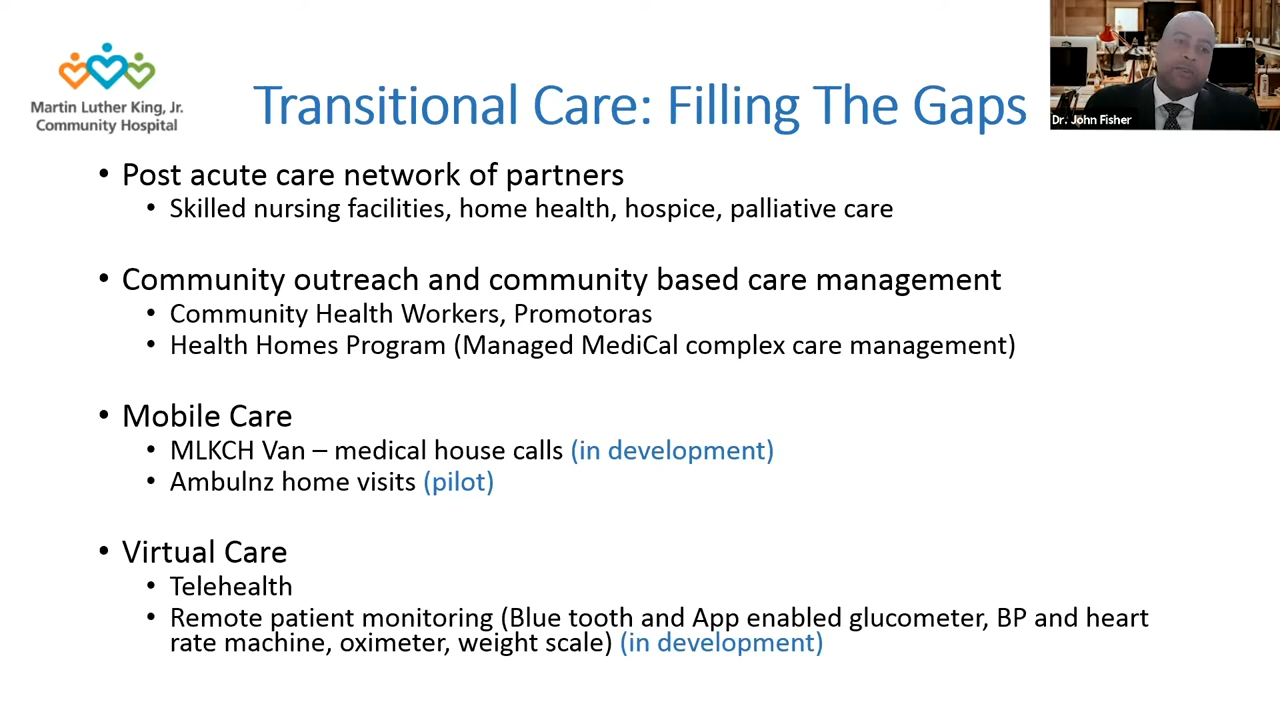 Martin Luther King, Jr.
Community Hospital
Transitional Care: Filling The Gaps
Dr. John Fisher
• Post acute care network of partners
• Skilled nursing facilities, home health, hospice, palliative care
• Community outreach and community based care management
• Community Health Workers, Promotoras
• Health Homes Program (Managed MediCal complex care management)
• Mobile Care
• MLKCH Van – medical house calls (in development)
• Ambulnz home visits (pilot)
• Virtual Care
• Telehealth
• Remote patient monitoring (Blue tooth and App enabled glucometer, BP and heart
rate machine, oximeter, weight scale) (in development)